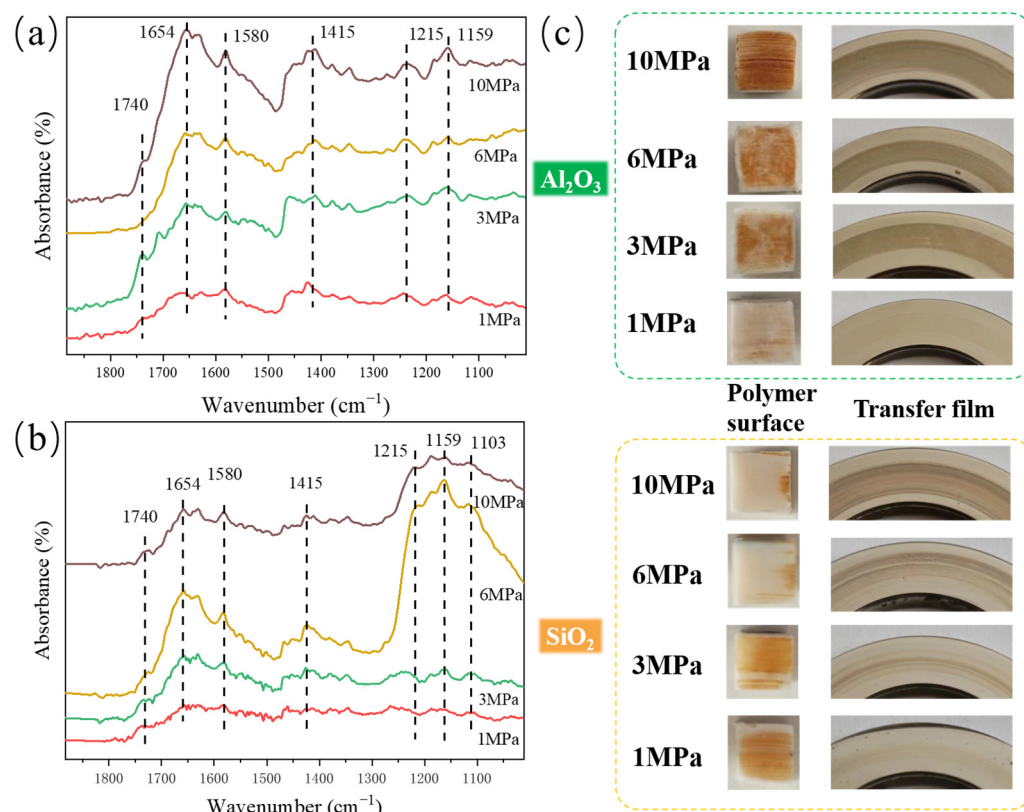 (a)
1654
1580
1415
1215
1159
1740
10MPa
6MPa
3MPa
1MPa
Absorbance (%)
1800
1700
1600
1500
1400
1300
1200
1100
Wavenumber (cm⁻¹)
(b)
1215
1159
1103
1654
1580
1415
1740
10MPa
6MPa
3MPa
1MPa
Absorbance (%)
1800
1700
1600
1500
1400
1300
1200
1100
Wavenumber (cm⁻¹)
(c)
10MPa
6MPa
Al₂O₃
3MPa
1MPa
Polymer
surface
Transfer film
10MPa
6MPa
SiO₂
3MPa
1MPa